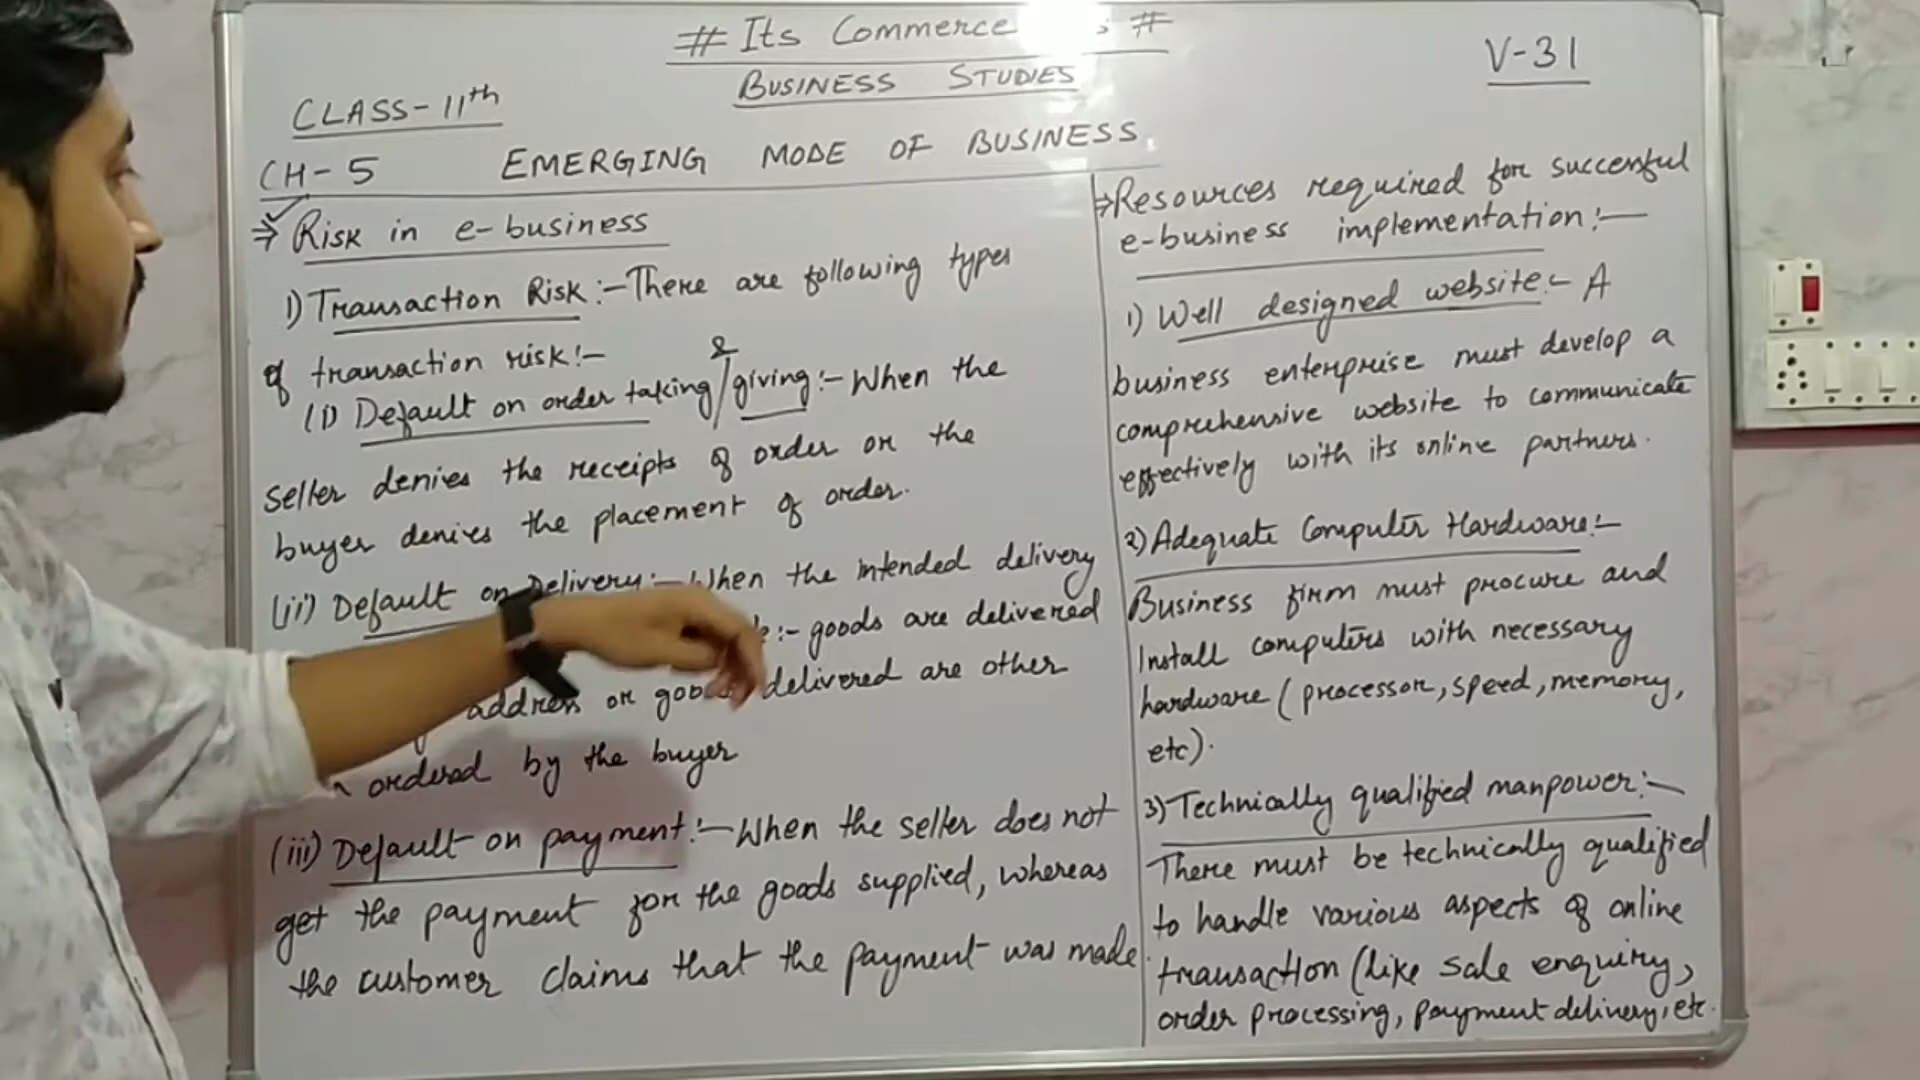 # Its Commerce #
BUSINESS STUDIES
V-31
CLASS-11th
CH-5 EMERGING MODE OF BUSINESS
⇒ Risk in e-business
1) Transaction Risk :- There are following types
of transaction risk :-
(i) Default on order taking/& giving :- When the
seller denies the receipts of order or the
buyer denies the placement of order.
(ii) Default on Delivery :- When the intended delivery
:- goods are delivered
address or goods delivered are other
ordered by the buyer
(iii) Default on payment :- When the seller does not
get the payment for the goods supplied, whereas
the customer claims that the payment was made.
⇒ Resources required for successful
e-business implementation :-
1) Well designed website :- A
business enterprise must develop a
comprehensive website to communicate
effectively with its online partners.
2) Adequate Computer Hardware :-
Business firm must procure and
Install computers with necessary
hardware (processor, speed, memory,
etc).
3) Technically qualified manpower :-
There must be technically qualified
to handle various aspects of online
transaction (like sale enquiry,
order processing, payment delivery, etc.